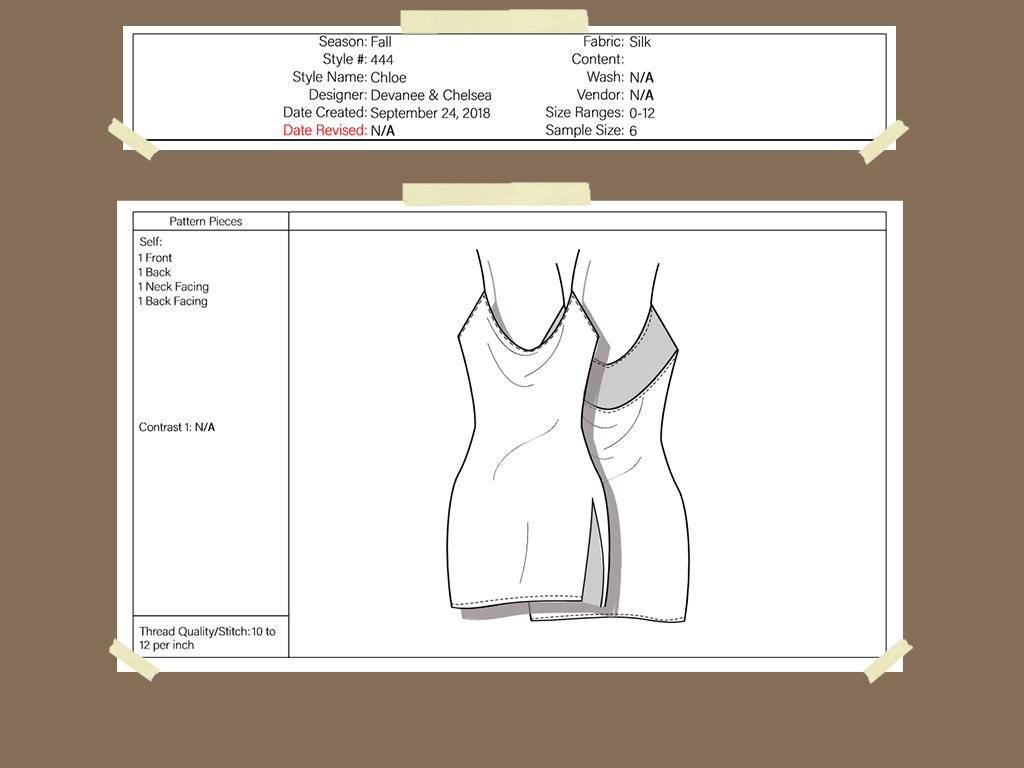 Season: Fall
Style #: 444
Style Name: Chloe
Designer: Devanee & Chelsea
Date Created: September 24, 2018
Date Revised: N/A
Fabric: Silk
Content:
Wash: N/A
Vendor: N/A
Size Ranges: 0-12
Sample Size: 6
Pattern Pieces
Self:
1 Front
1 Back
1 Neck Facing
1 Back Facing
Contrast 1: N/A
Thread Quality/Stitch: 10 to
12 per inch